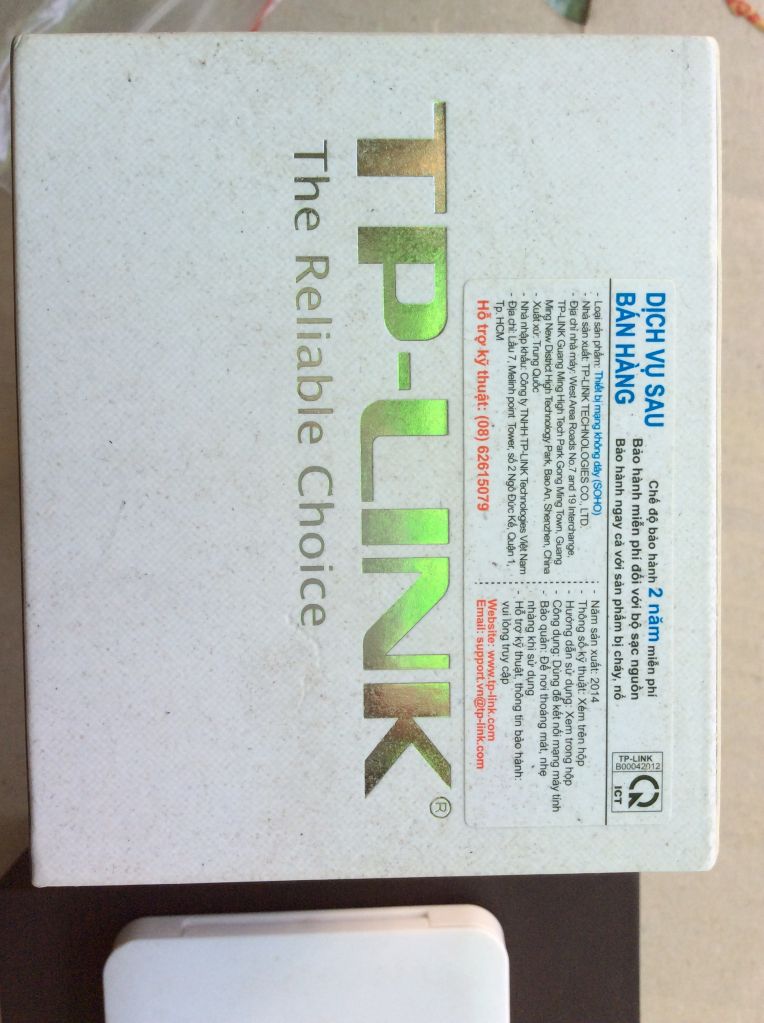 DỊCH VỤ SAU
BÁN HÀNG
Chế độ bảo hành 2 năm miễn phí
Bảo hành miễn phí đối với bộ sạc nguồn
Bảo hành ngay cả với sản phẩm bị cháy, nổ
TP-LINK
B00042012
ICT
- Loại sản phẩm: Thiết bị mạng không dây (SOHO)
- Nhà sản xuất: TP-LINK TECHNOLOGIES CO., LTD.
- Địa chỉ nhà máy: West Area Roads No.7 and 19 Interchange,
TP-LINK Guang Ming High Tech Park Gong Ming Town, Guang
Ming New District High Technology Park, Bao An, Shenzhen, China
- Xuất xứ: Trung Quốc
- Nhà nhập khẩu: Công ty TNHH TP-LINK Technologies Việt Nam
- Địa chỉ: Lầu 7, Melinh point Tower, số 2 Ngô Đức Kế, Quận 1,
Tp. HCM
Hỗ trợ kỹ thuật: (08) 62615079
- Năm sản xuất: 2014
- Thông số kỹ thuật: Xem trên hộp
- Hướng dẫn sử dụng: Xem trong hộp
- Công dụng: Dùng để kết nối mạng máy tính
- Bảo quản: Để nơi thoáng mát, nhẹ
nhàng khi sử dụng
- Hỗ trợ kỹ thuật, thông tin bảo hành:
vui lòng truy cập
Website: www.tp-link.com
Email: support.vn@tp-link.com
TP-LINK®
The Reliable Choice